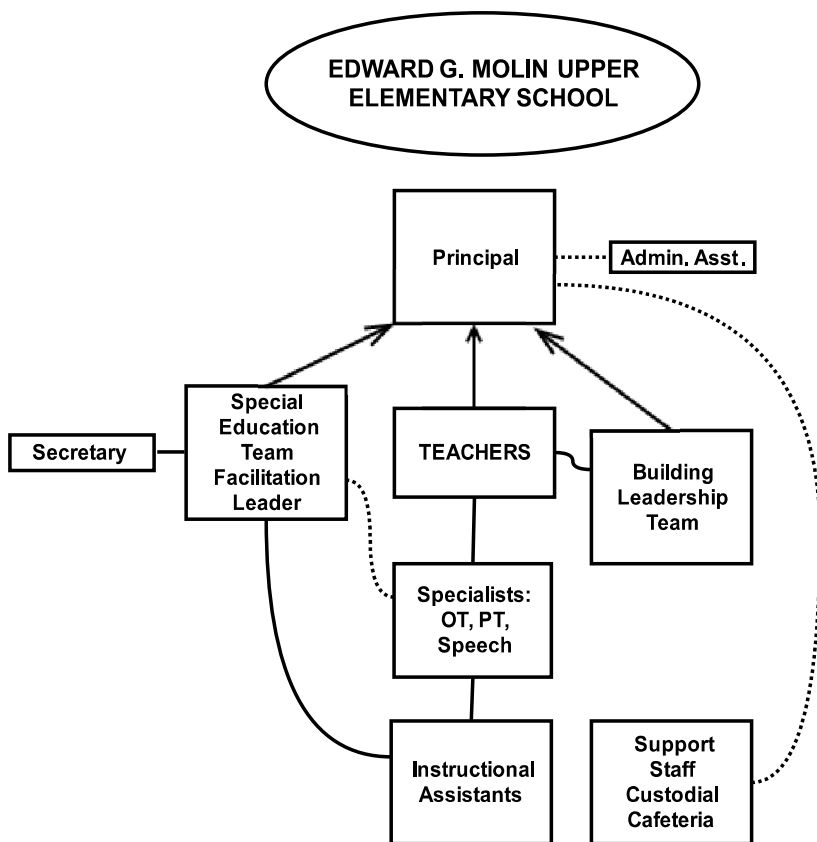 EDWARD G. MOLIN UPPER
ELEMENTARY SCHOOL
Principal
Admin. Asst.
Special
Education
Team
Facilitation
Leader
Secretary
TEACHERS
Building
Leadership
Team
Specialists:
OT, PT,
Speech
Instructional
Assistants
Support
Staff
Custodial
Cafeteria